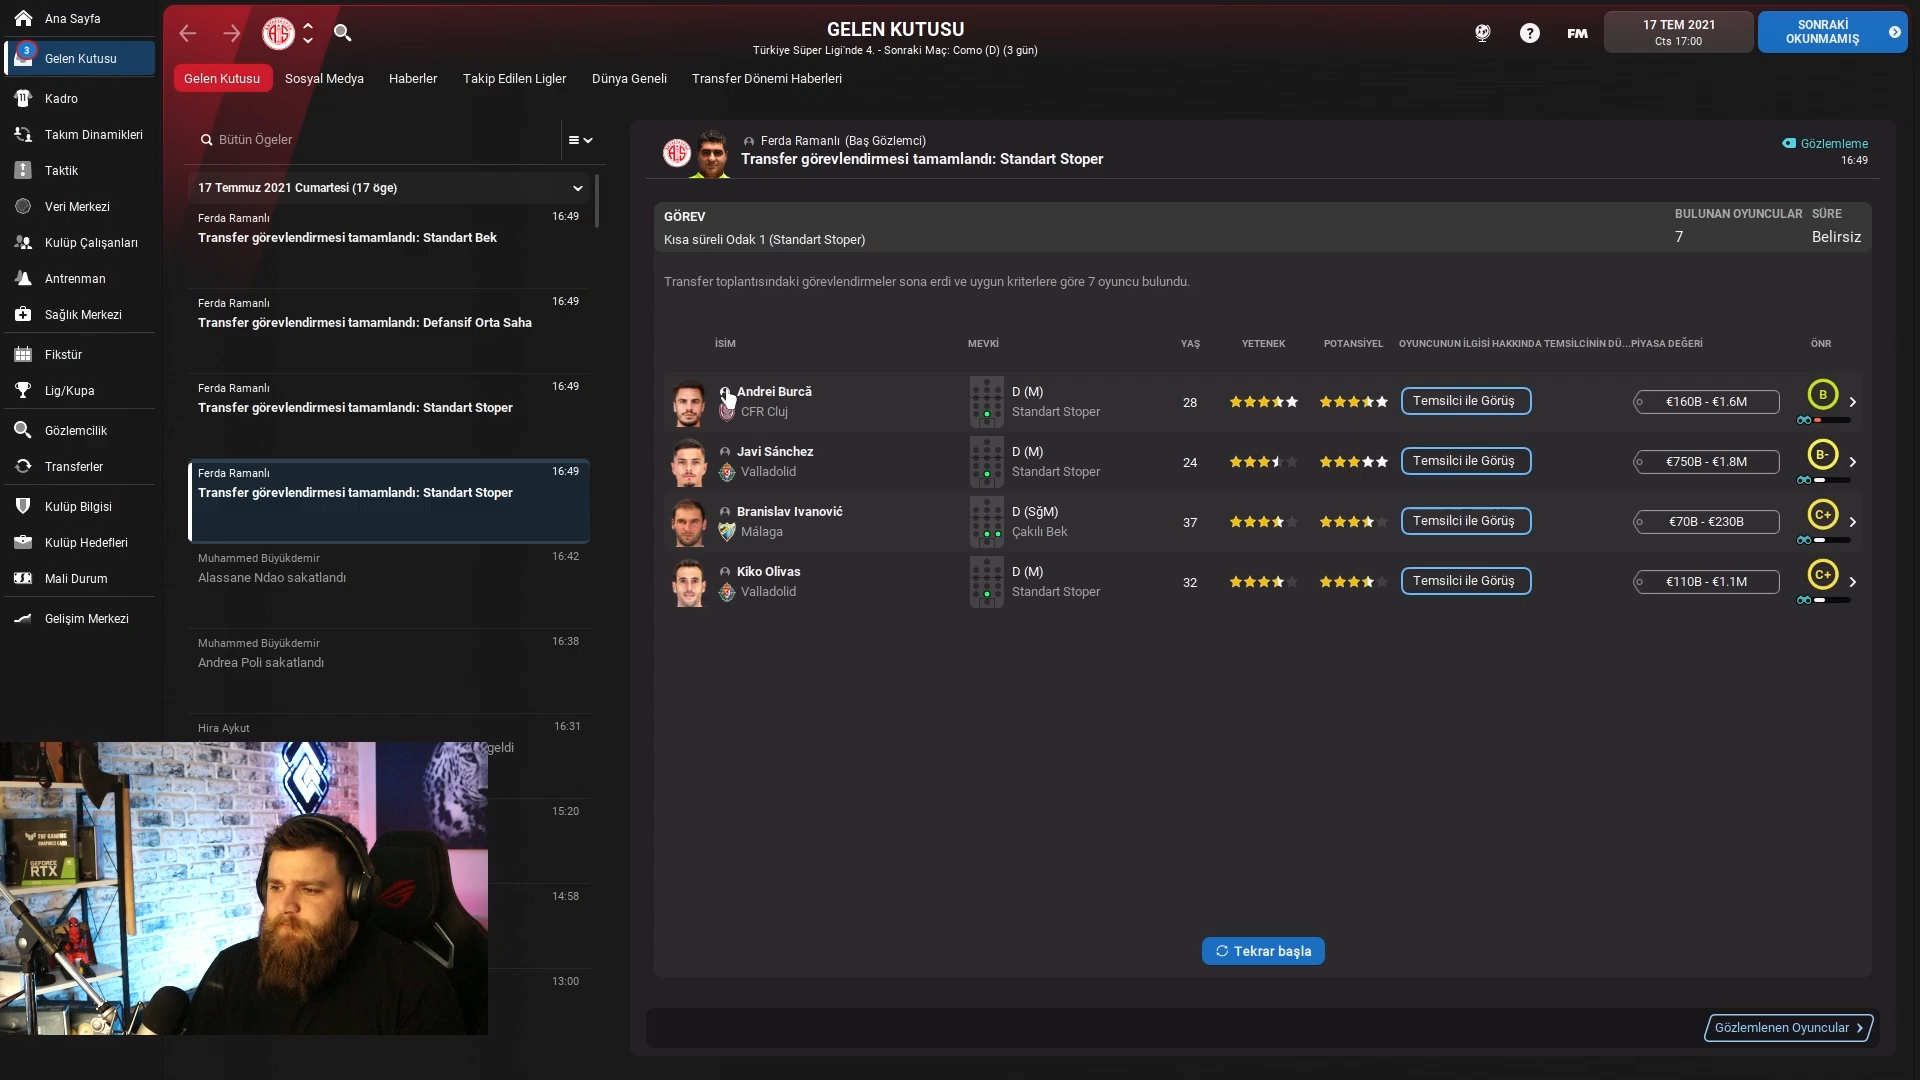 Ana Sayfa
3
Gelen Kutusu
Kadro
Takım Dinamikleri
Taktik
Veri Merkezi
Kulüp Çalışanları
Antrenman
Sağlık Merkezi
Fikstür
Lig/Kupa
Gözlemcilik
Transferler
Kulüp Bilgisi
Kulüp Hedefleri
Mali Durum
Gelişim Merkezi
GELEN KUTUSU
Türkiye Süper Ligi'nde 4. - Sonraki Maç: Como (D) (3 gün)
FM
17 TEM 2021
Cts 17:00
SONRAKİ
OKUNMAMIŞ
Gelen Kutusu Sosyal Medya Haberler Takip Edilen Ligler Dünya Geneli Transfer Dönemi Haberleri
Bütün Ögeler
17 Temmuz 2021 Cumartesi (17 öge)
Ferda Ramanlı 16:49
Transfer görevlendirmesi tamamlandı: Standart Bek
Ferda Ramanlı 16:49
Transfer görevlendirmesi tamamlandı: Defansif Orta Saha
Ferda Ramanlı 16:49
Transfer görevlendirmesi tamamlandı: Standart Stoper
Ferda Ramanlı 16:49
Transfer görevlendirmesi tamamlandı: Standart Stoper
Muhammed Büyükdemir 16:42
Alassane Ndao sakatlandı
Muhammed Büyükdemir 16:38
Andrea Poli sakatlandı
Hira Aykut 16:31
geldi
15:20
14:58
13:00
Ferda Ramanlı (Baş Gözlemci)
Transfer görevlendirmesi tamamlandı: Standart Stoper
Gözlemleme
16:49
GÖREV BULUNAN OYUNCULAR SÜRE
Kısa süreli Odak 1 (Standart Stoper) 7 Belirsiz
Transfer toplantısındaki görevlendirmeler sona erdi ve uygun kriterlere göre 7 oyuncu bulundu.
İSİM MEVKİ YAŞ YETENEK POTANSİYEL OYUNCUNUN İLGİSİ HAKKINDA TEMSİLCİNİN DÜ... PİYASA DEĞERİ ÖNR
Andrei Burcă D (M) 28 Temsilci ile Görüş €160B - €1.6M B
CFR Cluj Standart Stoper
Javi Sánchez D (M) 24 Temsilci ile Görüş €750B - €1.8M B-
Valladolid Standart Stoper
Branislav Ivanović D (SğM) 37 Temsilci ile Görüş €70B - €230B C+
Málaga Çakılı Bek
Kiko Olivas D (M) 32 Temsilci ile Görüş €110B - €1.1M C+
Valladolid Standart Stoper
Tekrar başla
Gözlemlenen Oyuncular
TUF GAMING
GEFORCE
RTX